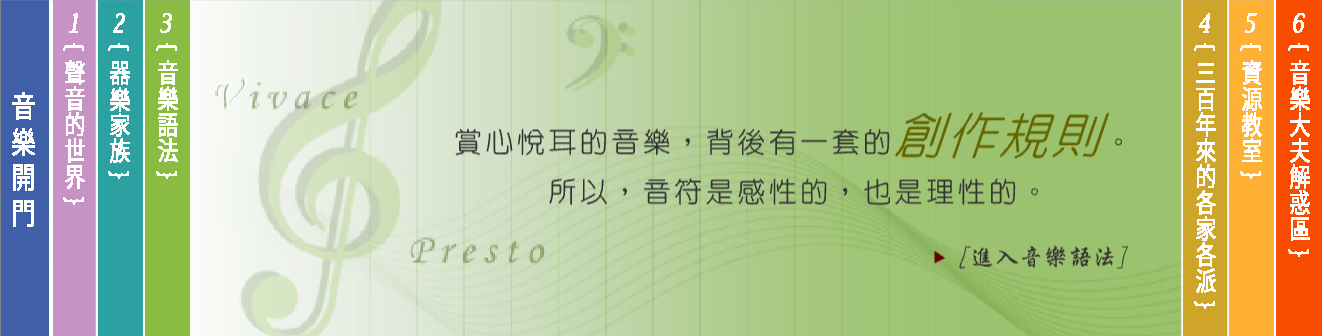 音樂開門
1 {聲音的世界}
2 {器樂家族}
3 {音樂語法}
Vivace
賞心悅耳的音樂，背後有一套的創作規則。
所以，音符是感性的，也是理性的。
Presto
[進入音樂語法]
4 {三百年來的各家各派}
5 {資源教室}
6 {音樂大夫解惑區}